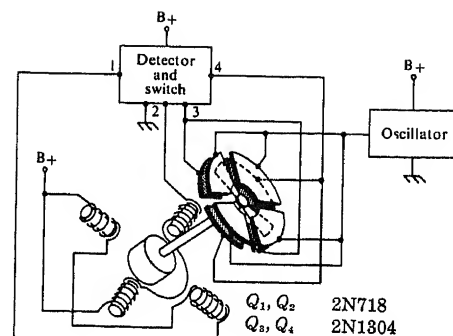 B+
Detector
and
switch
1
4
2
3
B+
Oscillator
B+
Q₁, Q₂ 2N718
Q₃, Q₄ 2N1304